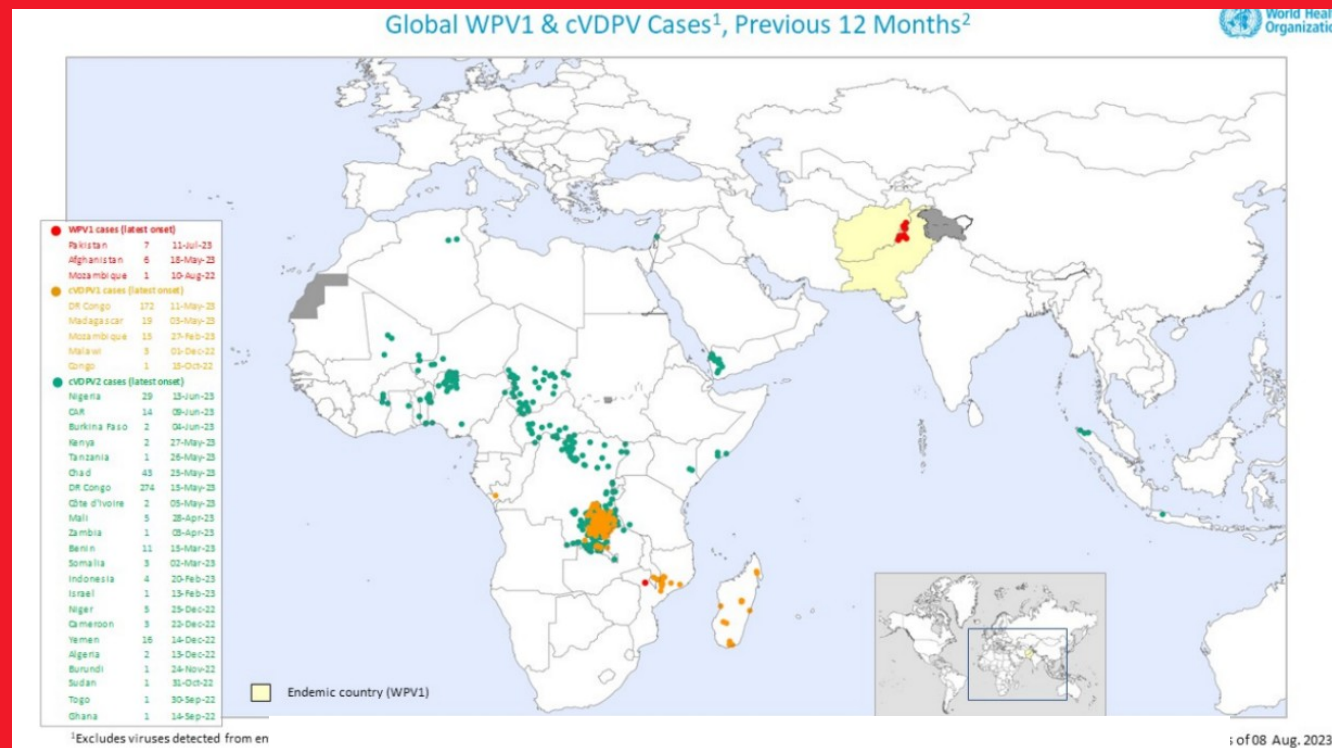 Global WPV1 & cVDPV Cases¹, Previous 12 Months²
World Heal
Organizatio
WPV1 cases (latest onset)
Pakistan 7 11-Jul-23
Afghanistan 6 18-May-23
Mozambique 1 10-Aug-22
cVDPV1 cases (latest onset)
DR Congo 172 11-May-23
Madagascar 19 03-May-23
Mozambique 27-Feb-23
Malawi 3 01-Dec-22
Congo 1 15-Oct-22
cVDPV2 cases (latest onset)
Nigeria 29 13-Jun-23
CAR 14 09-Jun-23
Burkina Faso 2 04-Jun-23
Kenya 2 27-May-23
Tanzania 1 26-May-23
Chad 43 23-May-23
DR Congo 274 13-May-23
Côte d'Ivoire 2 05-May-23
Mali 5 28-Apr-23
Zambia 1 03-Apr-23
Benin 11 15-Mar-23
Somalia 3 02-Mar-23
Indonesia 4 20-Feb-23
Israel 1 13-Feb-23
Niger 5 25-Dec-22
Cameroon 3 22-Dec-22
Yemen 16 14-Dec-22
Algeria 2 13-Dec-22
Burundi 1 24-Nov-22
Sudan 1 31-Oct-22
Togo 1 30-Sep-22
Ghana 1 14-Sep-22
Endemic country (WPV1)
¹Excludes viruses detected from en
s of 08 Aug. 2023